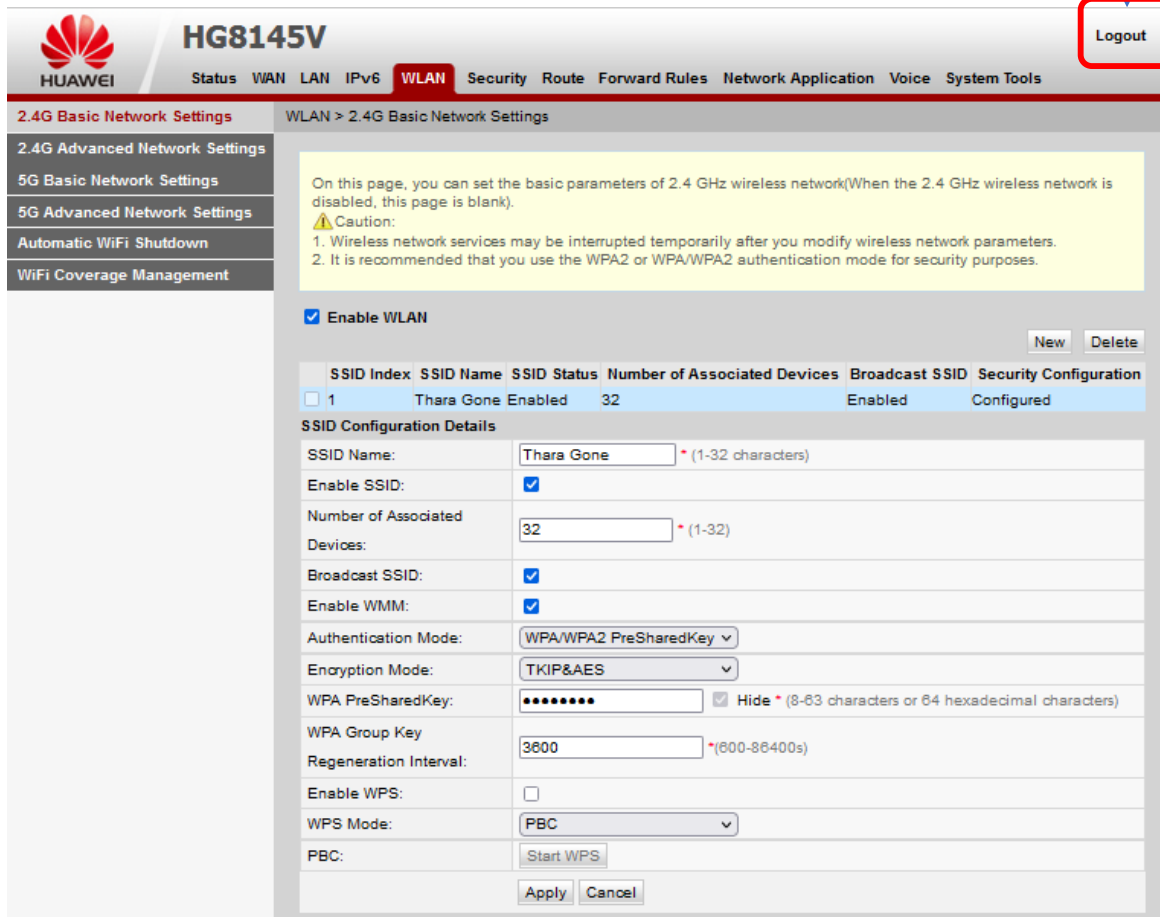 HG8145V
Logout
HUAWEI
Status WAN LAN IPv6 WLAN Security Route Forward Rules Network Application Voice System Tools
2.4G Basic Network Settings
WLAN > 2.4G Basic Network Settings
2.4G Advanced Network Settings
5G Basic Network Settings
5G Advanced Network Settings
Automatic WiFi Shutdown
WiFi Coverage Management
On this page, you can set the basic parameters of 2.4 GHz wireless network(When the 2.4 GHz wireless network is
disabled, this page is blank).
Caution:
1. Wireless network services may be interrupted temporarily after you modify wireless network parameters.
2. It is recommended that you use the WPA2 or WPA/WPA2 authentication mode for security purposes.
Enable WLAN
New Delete
SSID Index SSID Name SSID Status Number of Associated Devices Broadcast SSID Security Configuration
1 Thara Gone Enabled 32 Enabled Configured
SSID Configuration Details
SSID Name: Thara Gone * (1-32 characters)
Enable SSID:
Number of Associated
Devices: 32 * (1-32)
Broadcast SSID:
Enable WMM:
Authentication Mode: WPA/WPA2 PreSharedKey
Encryption Mode: TKIP&AES
WPA PreSharedKey: •••••••• Hide * (8-63 characters or 64 hexadecimal characters)
WPA Group Key
Regeneration Interval: 3600 *(600-86400s)
Enable WPS:
WPS Mode: PBC
PBC: Start WPS
Apply Cancel